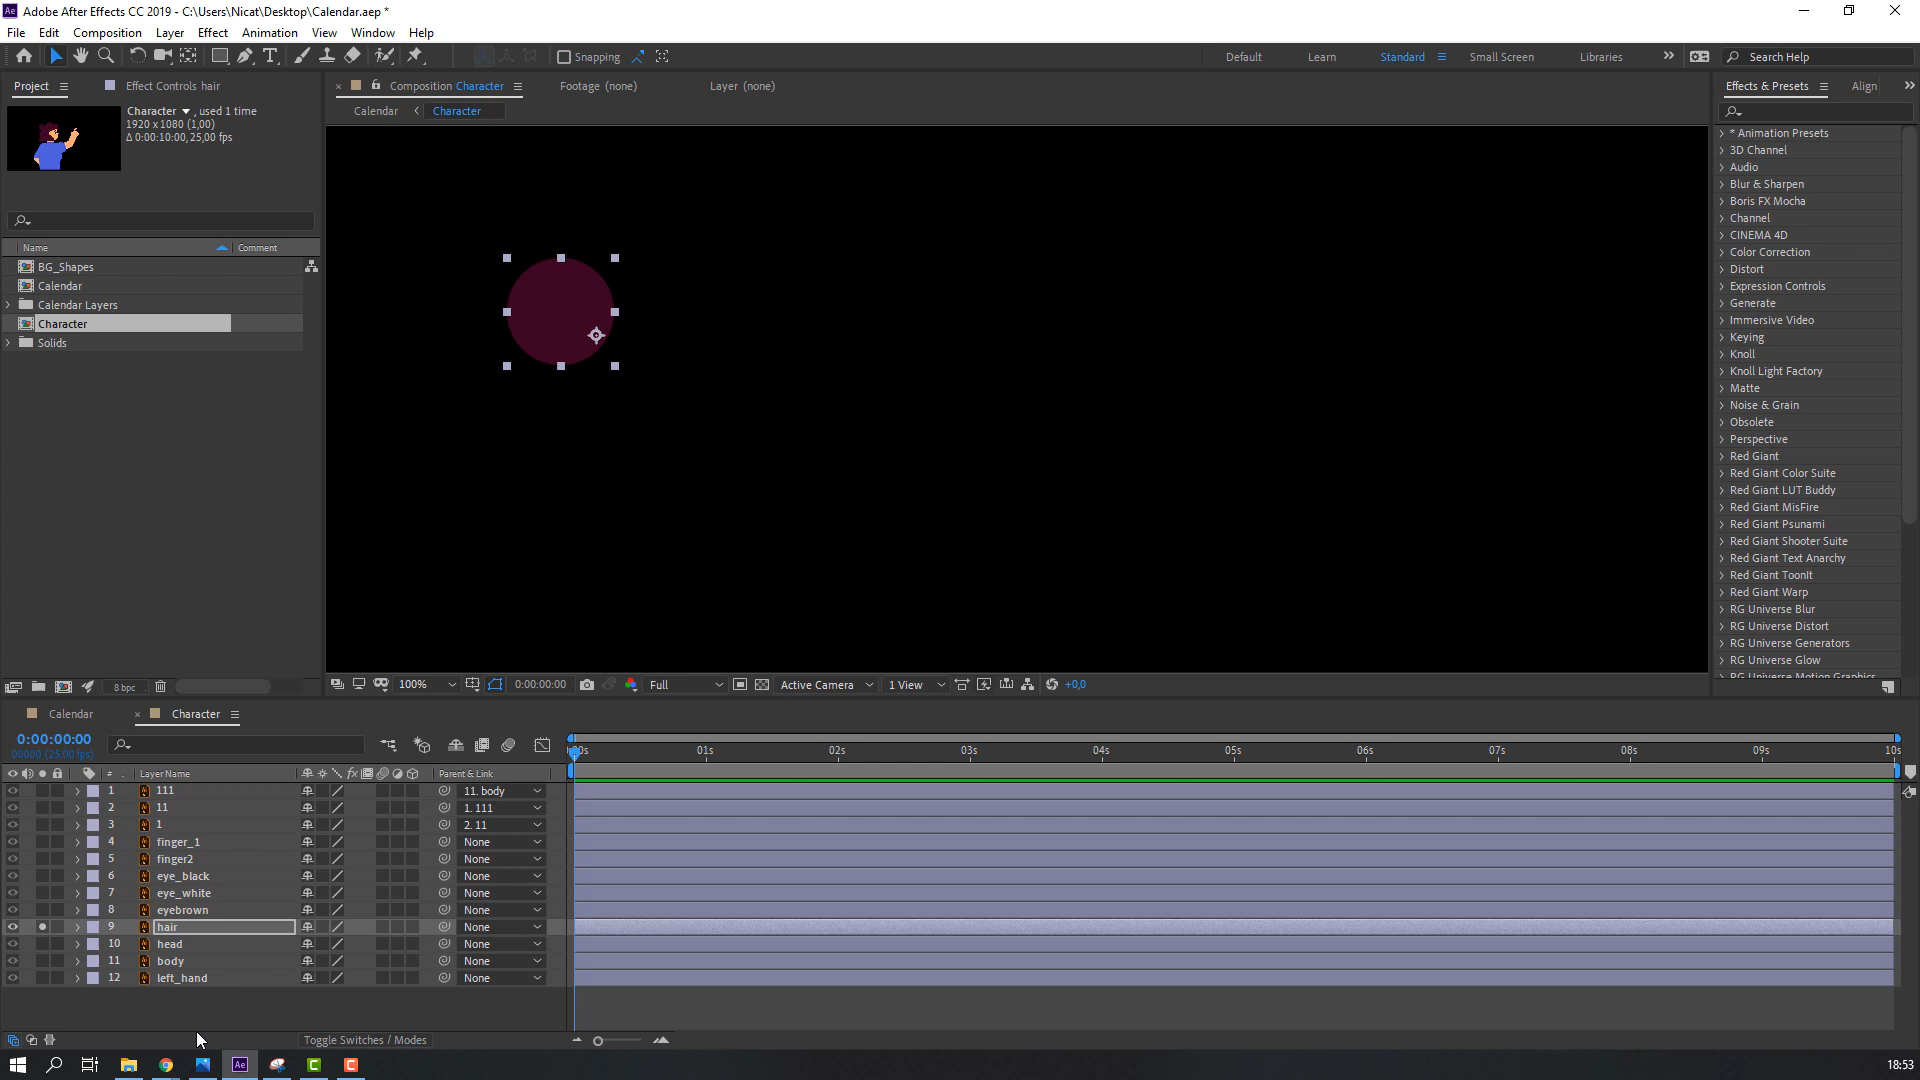 Adobe After Effects CC 2019 - C:\Users\Nicat\Desktop\Calendar.aep *
File Edit Composition Layer Effect Animation View Window Help
Snapping Default Learn Standard Small Screen Libraries Search Help
Project Effect Controls hair
Composition Character Footage (none) Layer (none)
Effects & Presets Align
Calendar Character
Character , used 1 time
1920 x 1080 (1,00)
Δ 0:00:10:00, 25,00 fps
Name Comment
BG_Shapes
Calendar
Calendar Layers
Character
Solids
* Animation Presets
3D Channel
Audio
Blur & Sharpen
Boris FX Mocha
Channel
CINEMA 4D
Color Correction
Distort
Expression Controls
Generate
Immersive Video
Keying
Knoll
Knoll Light Factory
Matte
Noise & Grain
Obsolete
Perspective
Red Giant
Red Giant Color Suite
Red Giant LUT Buddy
Red Giant MisFire
Red Giant Psunami
Red Giant Shooter Suite
Red Giant Text Anarchy
Red Giant ToonIt
Red Giant Warp
RG Universe Blur
RG Universe Distort
RG Universe Generators
RG Universe Glow
RG Universe Motion Graphics
8 bpc
100% 0:00:00:00 Full Active Camera 1 View +0,0
Calendar Character
0:00:00:00
00000 (25.00 fps)
:00s 01s 02s 03s 04s 05s 06s 07s 08s 09s 10s
# Layer Name Parent & Link
1 111 11. body
2 11 1. 111
3 1 2. 11
4 finger_1 None
5 finger2 None
6 eye_black None
7 eye_white None
8 eyebrown None
9 hair None
10 head None
11 body None
12 left_hand None
Toggle Switches / Modes
18:53